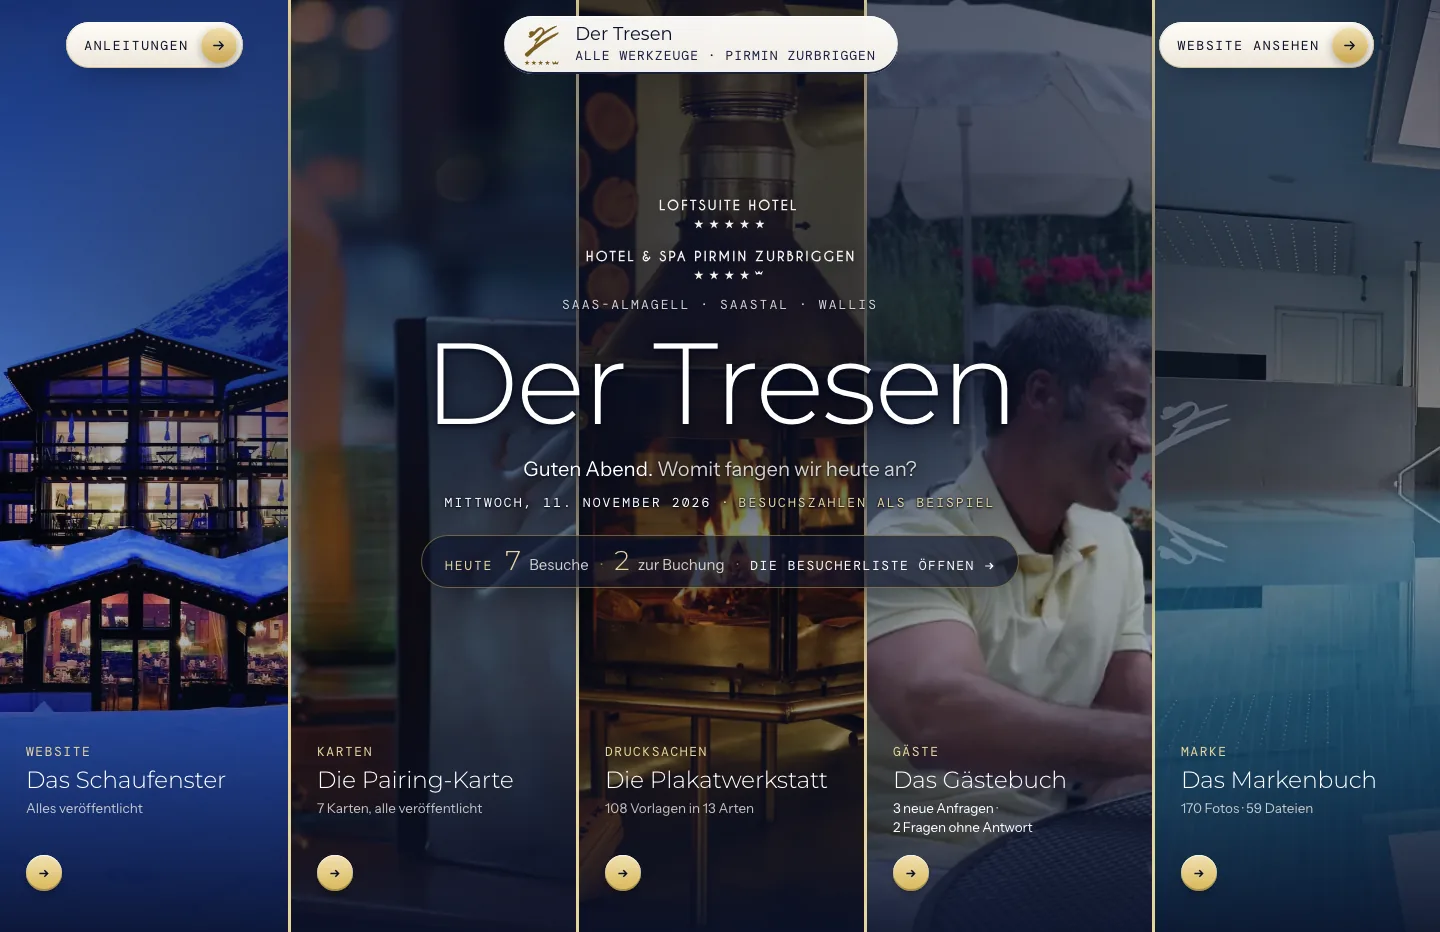 ANLEITUNGEN →
Der Tresen
ALLE WERKZEUGE · PIRMIN ZURBRIGGEN
WEBSITE ANSEHEN →
LOFTSUITE HOTEL
★★★★★
HOTEL & SPA PIRMIN ZURBRIGGEN
★★★★
SAAS-ALMAGELL · SAASTAL · WALLIS
Der Tresen
Guten Abend. Womit fangen wir heute an?
MITTWOCH, 11. NOVEMBER 2026 · BESUCHSZAHLEN ALS BEISPIEL
HEUTE 7 Besuche · 2 zur Buchung · DIE BESUCHERLISTE ÖFFNEN →
WEBSITE
Das Schaufenster
Alles veröffentlicht
KARTEN
Die Pairing-Karte
7 Karten, alle veröffentlicht
DRUCKSACHEN
Die Plakatwerkstatt
108 Vorlagen in 13 Arten
GÄSTE
Das Gästebuch
3 neue Anfragen ·
2 Fragen ohne Antwort
MARKE
Das Markenbuch
170 Fotos · 59 Dateien